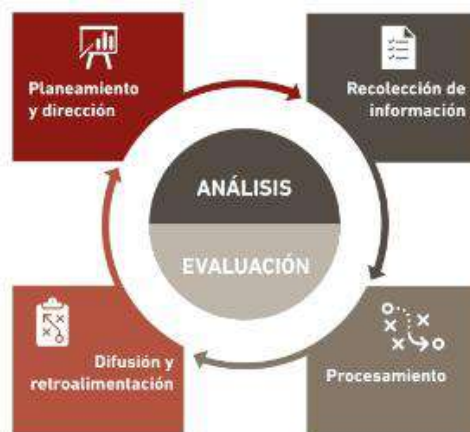 Planeamiento
y dirección
Recolección de
información
ANÁLISIS
EVALUACIÓN
Difusión y
retroalimentación
Procesamiento